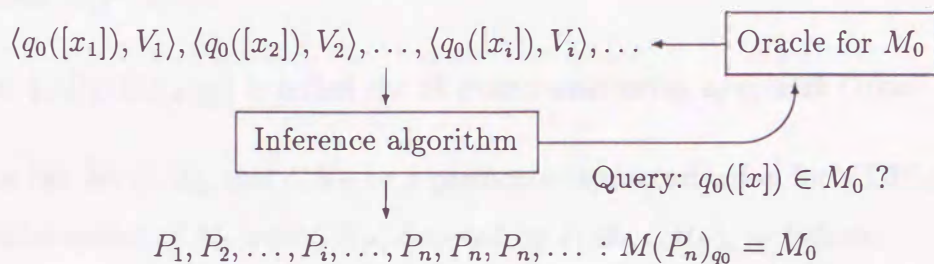 ⟨q₀([x₁]), V₁⟩, ⟨q₀([x₂]), V₂⟩, . . . , ⟨q₀([xᵢ]), Vᵢ⟩, . . . Oracle for M₀
Inference algorithm
Query: q₀([x]) ∈ M₀ ?
P₁, P₂, . . . , Pᵢ, . . . , Pₙ, Pₙ, Pₙ, . . . : M(Pₙ)_{q₀} = M₀